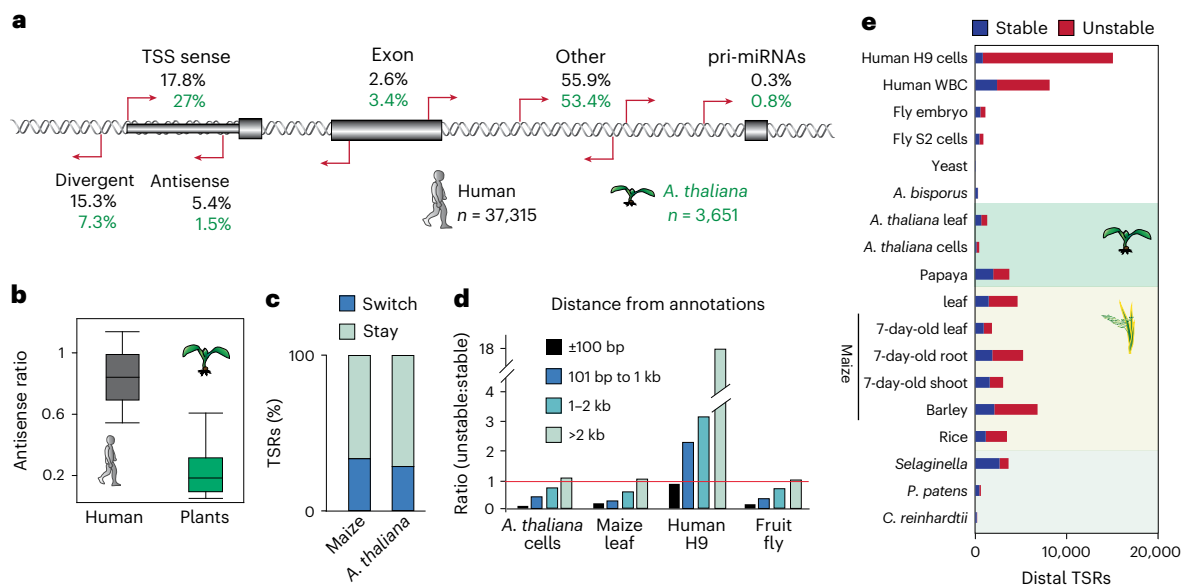 a
TSS sense
17.8%
27%
Exon
2.6%
3.4%
Other
55.9%
53.4%
pri-miRNAs
0.3%
0.8%
Divergent
15.3%
7.3%
Antisense
5.4%
1.5%
Human
n = 37,315
A. thaliana
n = 3,651
b
Antisense ratio
1
0.6
0.2
Human
Plants
c
Switch
Stay
TSRs (%)
100
0
Maize
A. thaliana
d
Distance from annotations
Ratio (unstable:stable)
18
4
3
2
1
0
±100 bp
101 bp to 1 kb
1–2 kb
>2 kb
A. thaliana
cells
Maize
leaf
Human
H9
Fruit
fly
e
Stable
Unstable
Human H9 cells
Human WBC
Fly embryo
Fly S2 cells
Yeast
A. bisporus
A. thaliana leaf
A. thaliana cells
Papaya
Maize
leaf
7-day-old leaf
7-day-old root
7-day-old shoot
Barley
Rice
Selaginella
P. patens
C. reinhardtii
0
10,000
20,000
Distal TSRs